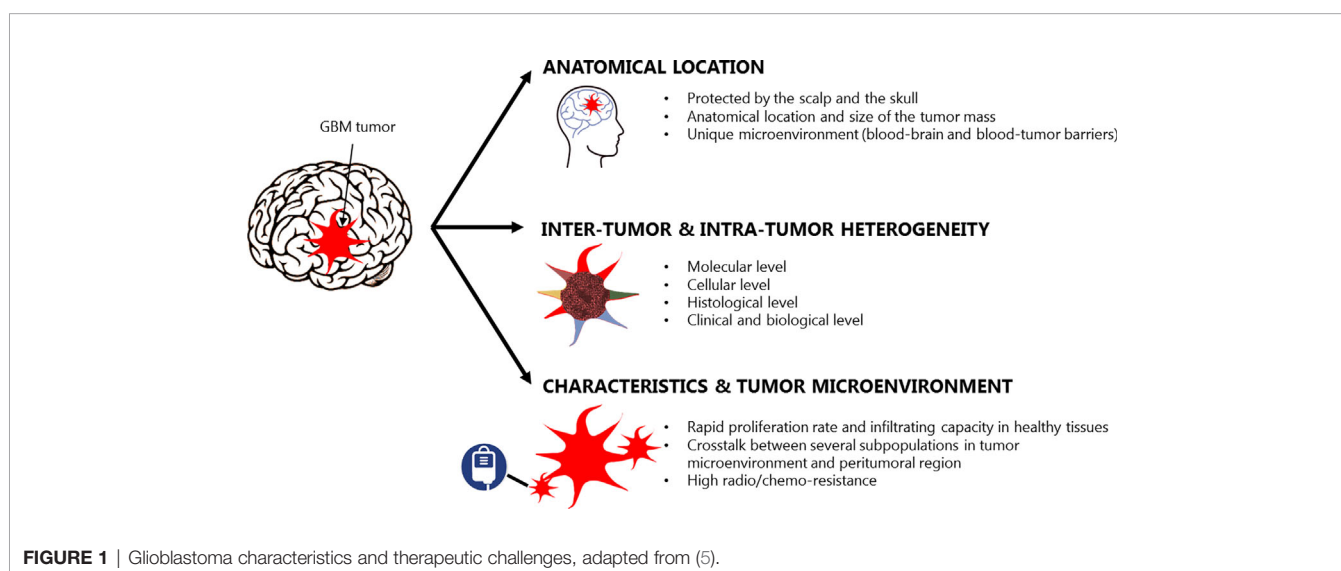 GBM tumor
ANATOMICAL LOCATION
• Protected by the scalp and the skull
• Anatomical location and size of the tumor mass
• Unique microenvironment (blood-brain and blood-tumor barriers)
INTER-TUMOR & INTRA-TUMOR HETEROGENEITY
• Molecular level
• Cellular level
• Histological level
• Clinical and biological level
CHARACTERISTICS & TUMOR MICROENVIRONMENT
• Rapid proliferation rate and infiltrating capacity in healthy tissues
• Crosstalk between several subpopulations in tumor
microenvironment and peritumoral region
• High radio/chemo-resistance
FIGURE 1 | Glioblastoma characteristics and therapeutic challenges, adapted from (5).